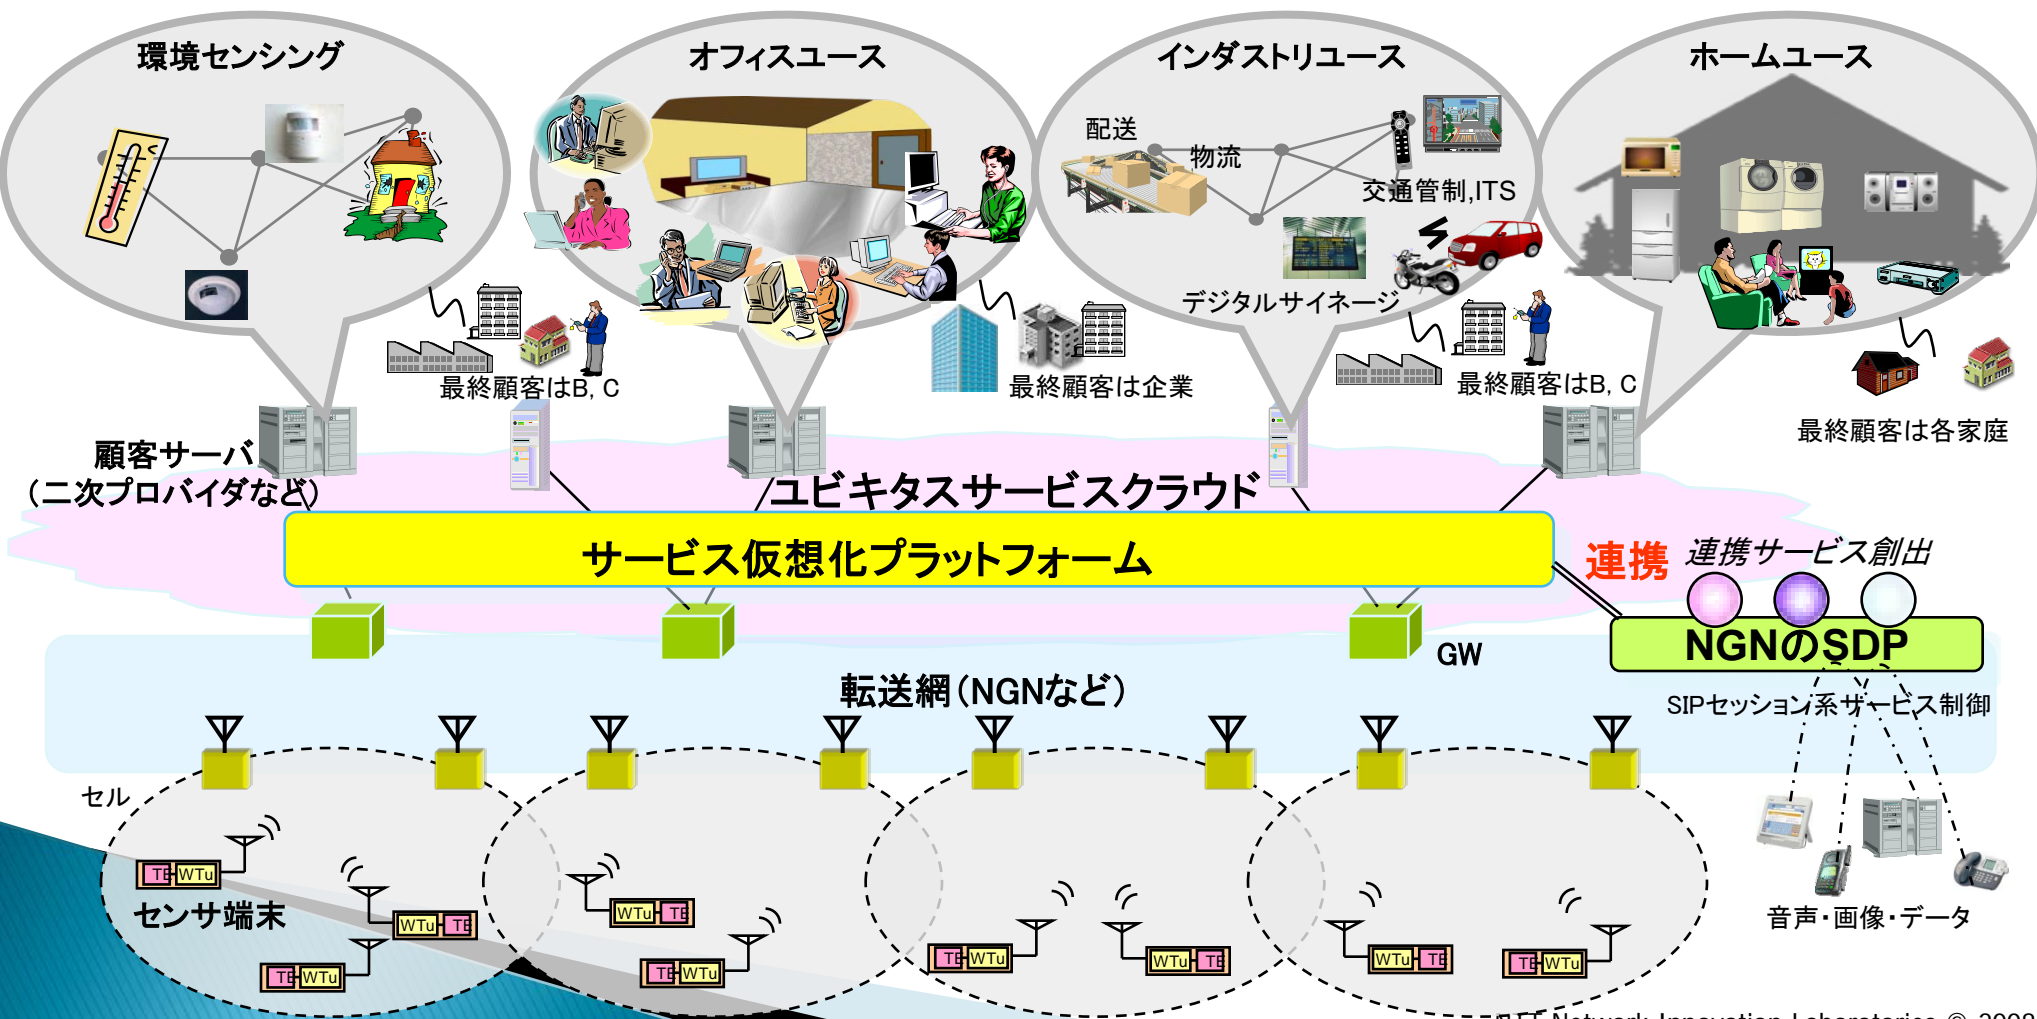 環境センシング
オフィスユース
インダストリユース
ホームユース
配送
物流
交通管制,ITS
デジタルサイネージ
最終顧客はB, C
最終顧客は企業
最終顧客はB, C
最終顧客は各家庭
顧客サーバ
(二次プロバイダなど)
ユビキタスサービスクラウド
サービス仮想化プラットフォーム
連携
連携サービス創出
NGNのSDP
GW
転送網(NGNなど)
SIPセッション系サービス制御
セル
TE WTu
センサ端末
WTu TE
TE WTu
WTu TE
TE WTu
TE WTu
WTu TE
WTu TE
TE WTu
音声・画像・データ
Network Innovation Laboratories © 2008